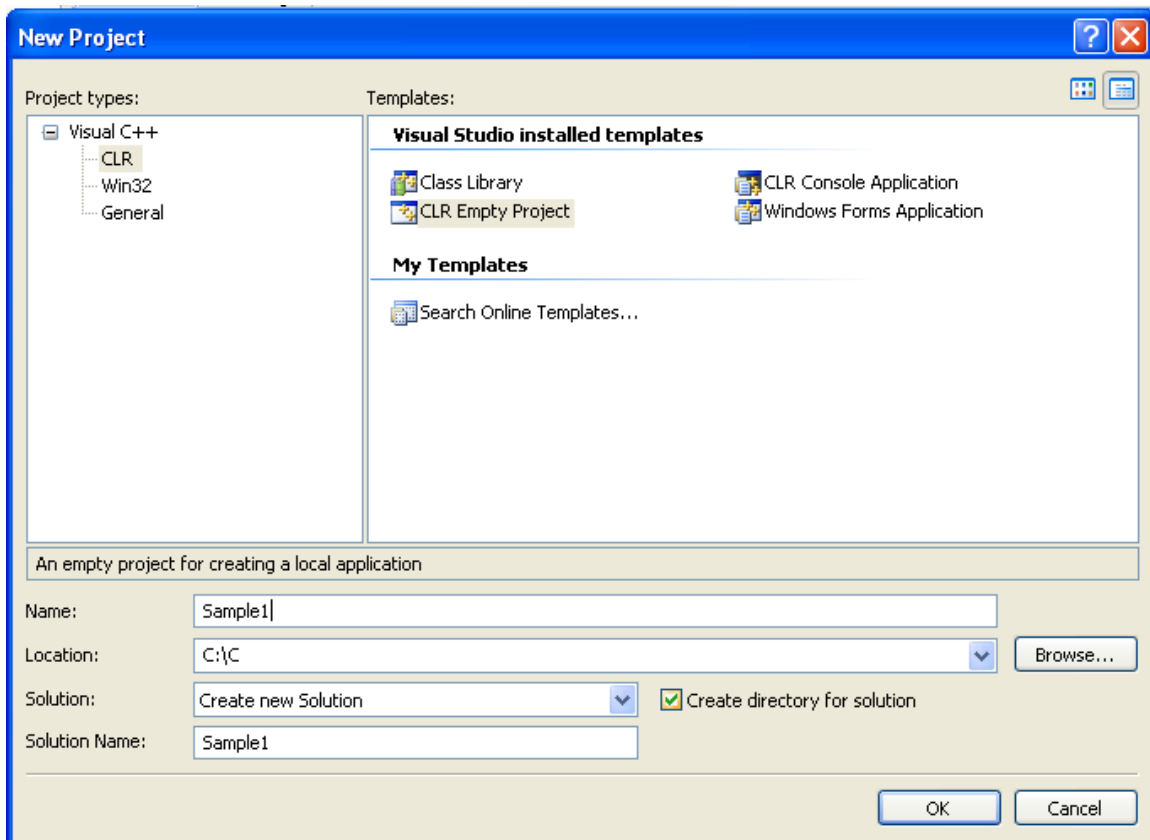 New Project
Project types:
Templates:
Visual C++
CLR
Win32
General
Visual Studio installed templates
Class Library
CLR Console Application
CLR Empty Project
Windows Forms Application
My Templates
Search Online Templates...
An empty project for creating a local application
Name:
Sample1
Location:
C:\C
Browse...
Solution:
Create new Solution
Create directory for solution
Solution Name:
Sample1
OK
Cancel